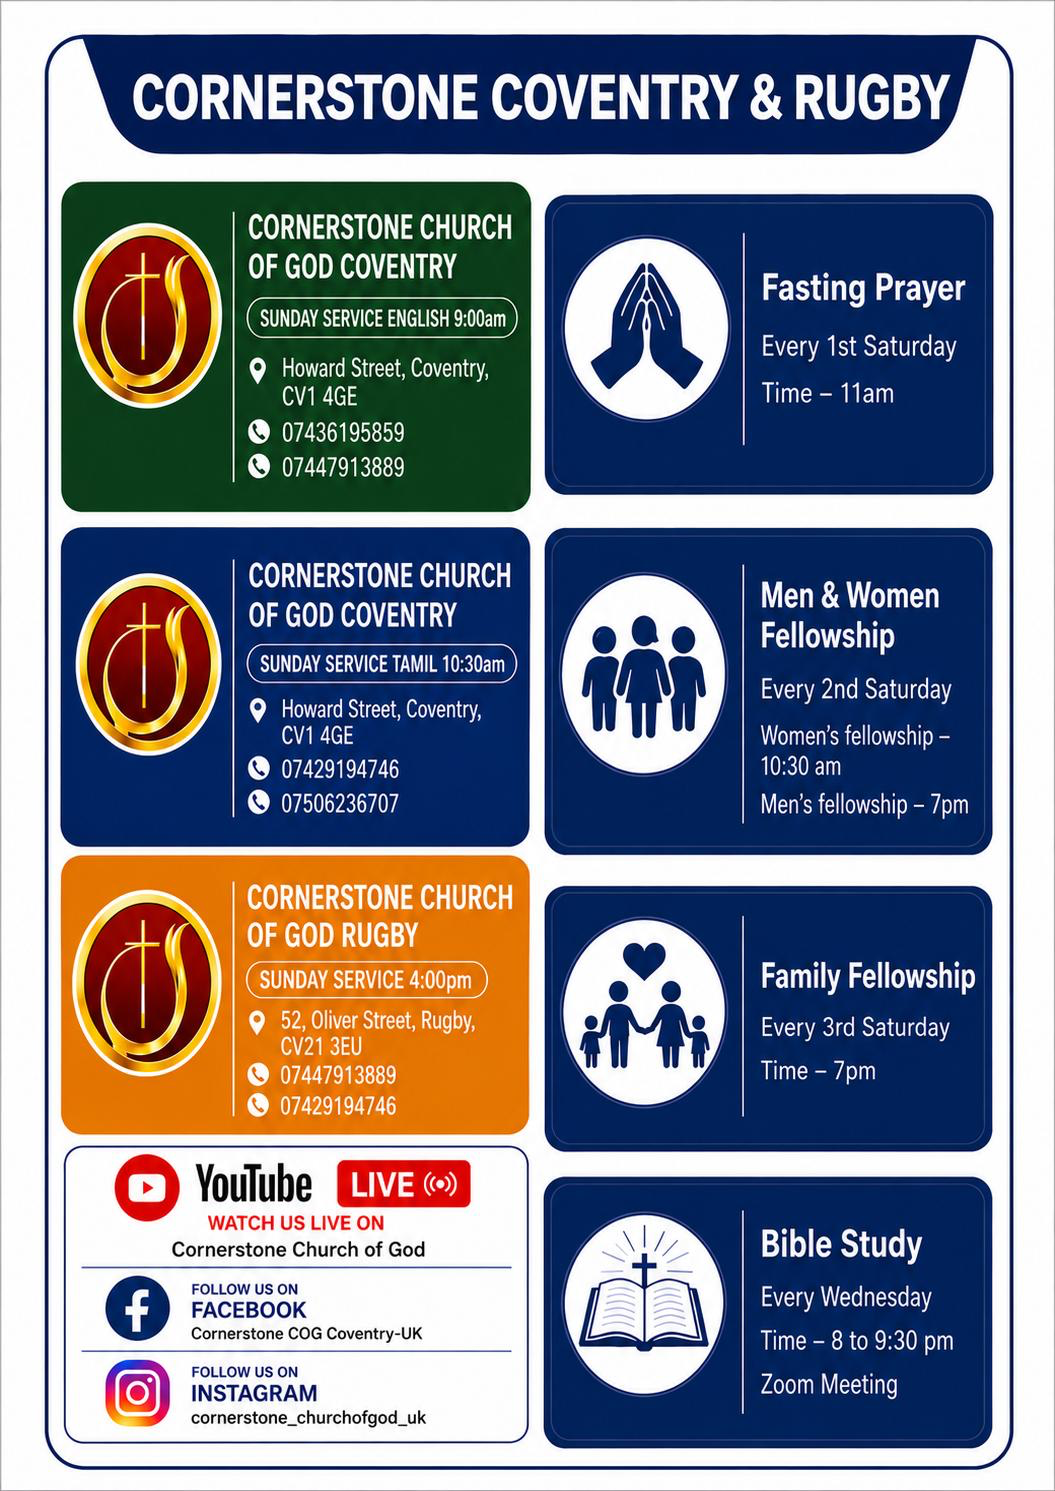 CORNERSTONE COVENTRY & RUGBY
CORNERSTONE CHURCH
OF GOD COVENTRY
SUNDAY SERVICE ENGLISH 9:00am
Howard Street, Coventry,
CV1 4GE
07436195859
07447913889
CORNERSTONE CHURCH
OF GOD COVENTRY
SUNDAY SERVICE TAMIL 10:30am
Howard Street, Coventry,
CV1 4GE
07429194746
07506236707
CORNERSTONE CHURCH
OF GOD RUGBY
SUNDAY SERVICE 4:00pm
52, Oliver Street, Rugby,
CV21 3EU
07447913889
07429194746
YouTube LIVE
WATCH US LIVE ON
Cornerstone Church of God
FOLLOW US ON
FACEBOOK
Cornerstone COG Coventry-UK
FOLLOW US ON
INSTAGRAM
cornerstone_churchofgod_uk
Fasting Prayer
Every 1st Saturday
Time – 11am
Men & Women
Fellowship
Every 2nd Saturday
Women's fellowship –
10:30 am
Men's fellowship – 7pm
Family Fellowship
Every 3rd Saturday
Time – 7pm
Bible Study
Every Wednesday
Time – 8 to 9:30 pm
Zoom Meeting